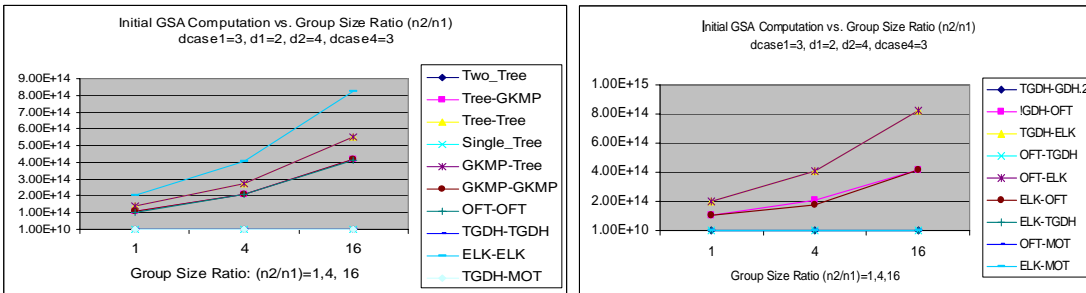 Initial GSA Computation vs. Group Size Ratio (n2/n1)
dcase1=3, d1=2, d2=4, dcase4=3
9.00E+14
8.00E+14
7.00E+14
6.00E+14
5.00E+14
4.00E+14
3.00E+14
2.00E+14
1.00E+14
1.00E+10
1
4
16
Group Size Ratio: (n2/n1)=1,4, 16
Two_Tree
Tree-GKMP
Tree-Tree
Single_Tree
GKMP-Tree
GKMP-GKMP
OFT-OFT
TGDH-TGDH
ELK-ELK
TGDH-MOT
Initial GSA Computation vs. Group Size Ratio (n2/n1)
dcase1=3, d1=2, d2=4, dcase4=3
1.00E+15
8.00E+14
6.00E+14
4.00E+14
2.00E+14
1.00E+10
1
4
16
Group Size Ratio (n2/n1)=1,4,16
TGDH-GDH.2
IGDH-OFT
TGDH-ELK
OFT-TGDH
OFT-ELK
ELK-OFT
ELK-TGDH
OFT-MOT
ELK-MOT